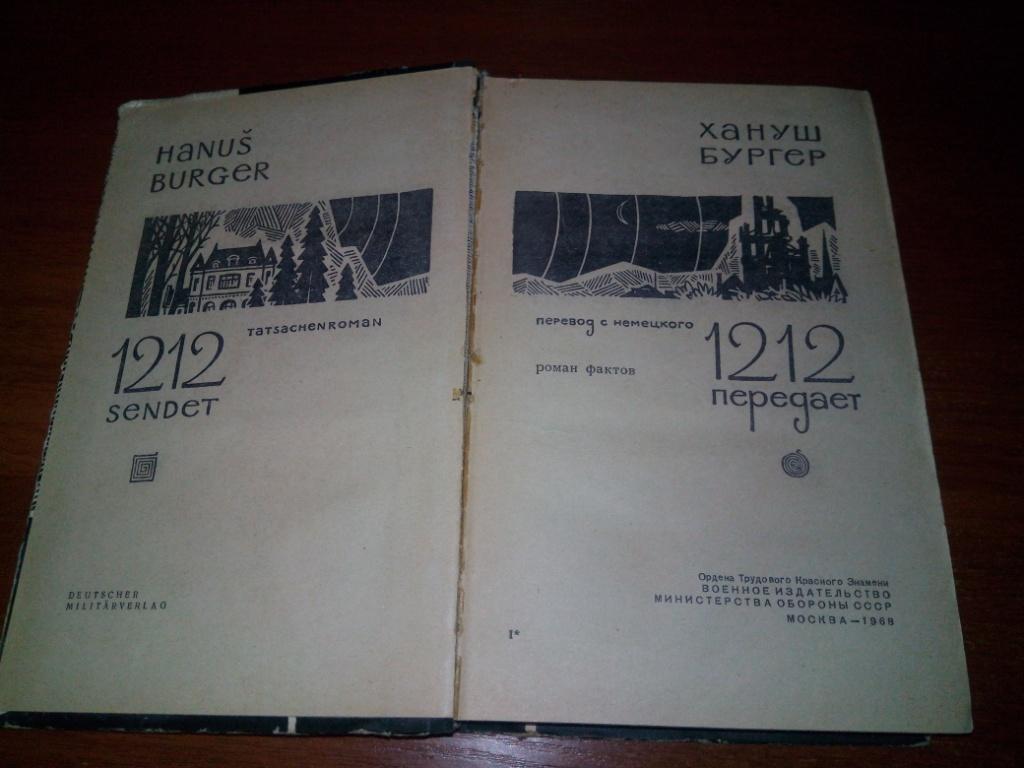 HANUŠ
BURGER
TATSACHENROMAN
1212
SENDET
DEUTSCHER
MILITÄRVERLAG
ХАНУШ
БУРГЕР
перевод с немецкого
роман фактов
1212
передает
Ордена Трудового Красного Знамени
ВОЕННОЕ ИЗДАТЕЛЬСТВО
МИНИСТЕРСТВА ОБОРОНЫ СССР
МОСКВА—1968
1*